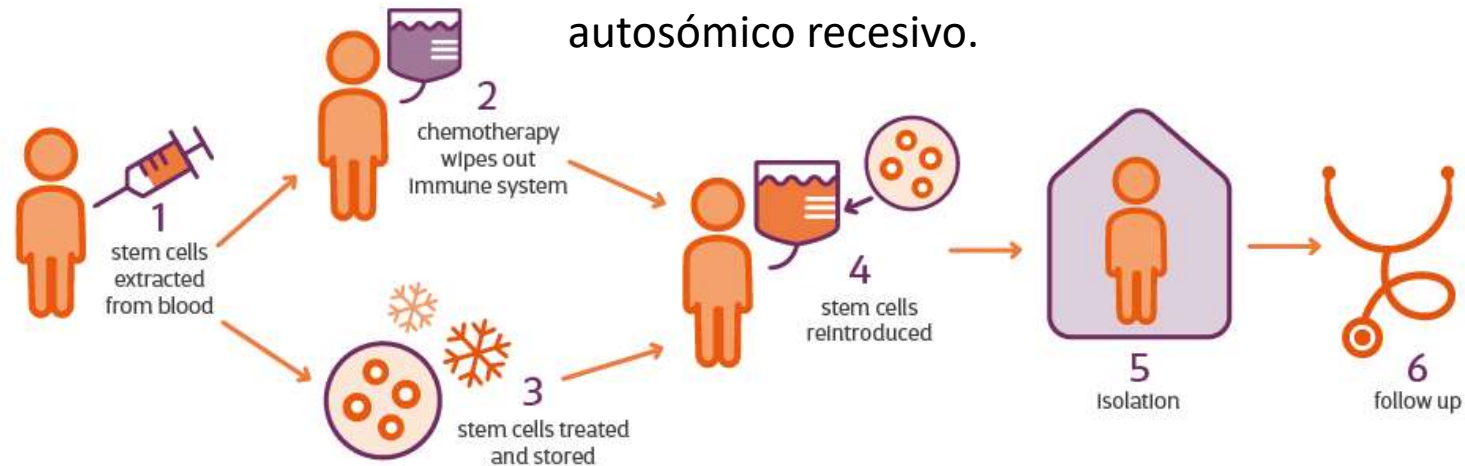 autosómico recesivo.
1
stem cells
extracted
from blood
2
chemotherapy
wipes out
immune system
3
stem cells treated
and stored
4
stem cells
reintroduced
5
isolation
6
follow up